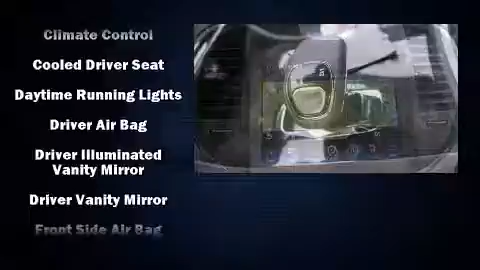 Climate Control
Cooled Driver Seat
Daytime Running Lights
Driver Air Bag
Driver Illuminated
Vanity Mirror
Driver Vanity Mirror
Front Side Air Bag